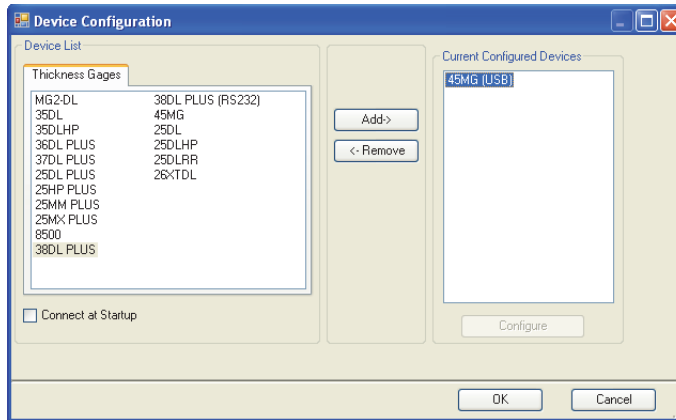 Device Configuration
Device List
Thickness Gages
MG2-DL
35DL
35DLHP
36DL PLUS
37DL PLUS
25DL PLUS
25HP PLUS
25MM PLUS
25MX PLUS
8500
38DL PLUS
38DL PLUS (RS232)
45MG
25DL
25DLHP
25DLRR
26XTDL
Connect at Startup
Add->
<- Remove
Current Configured Devices
45MG (USB)
Configure
OK
Cancel